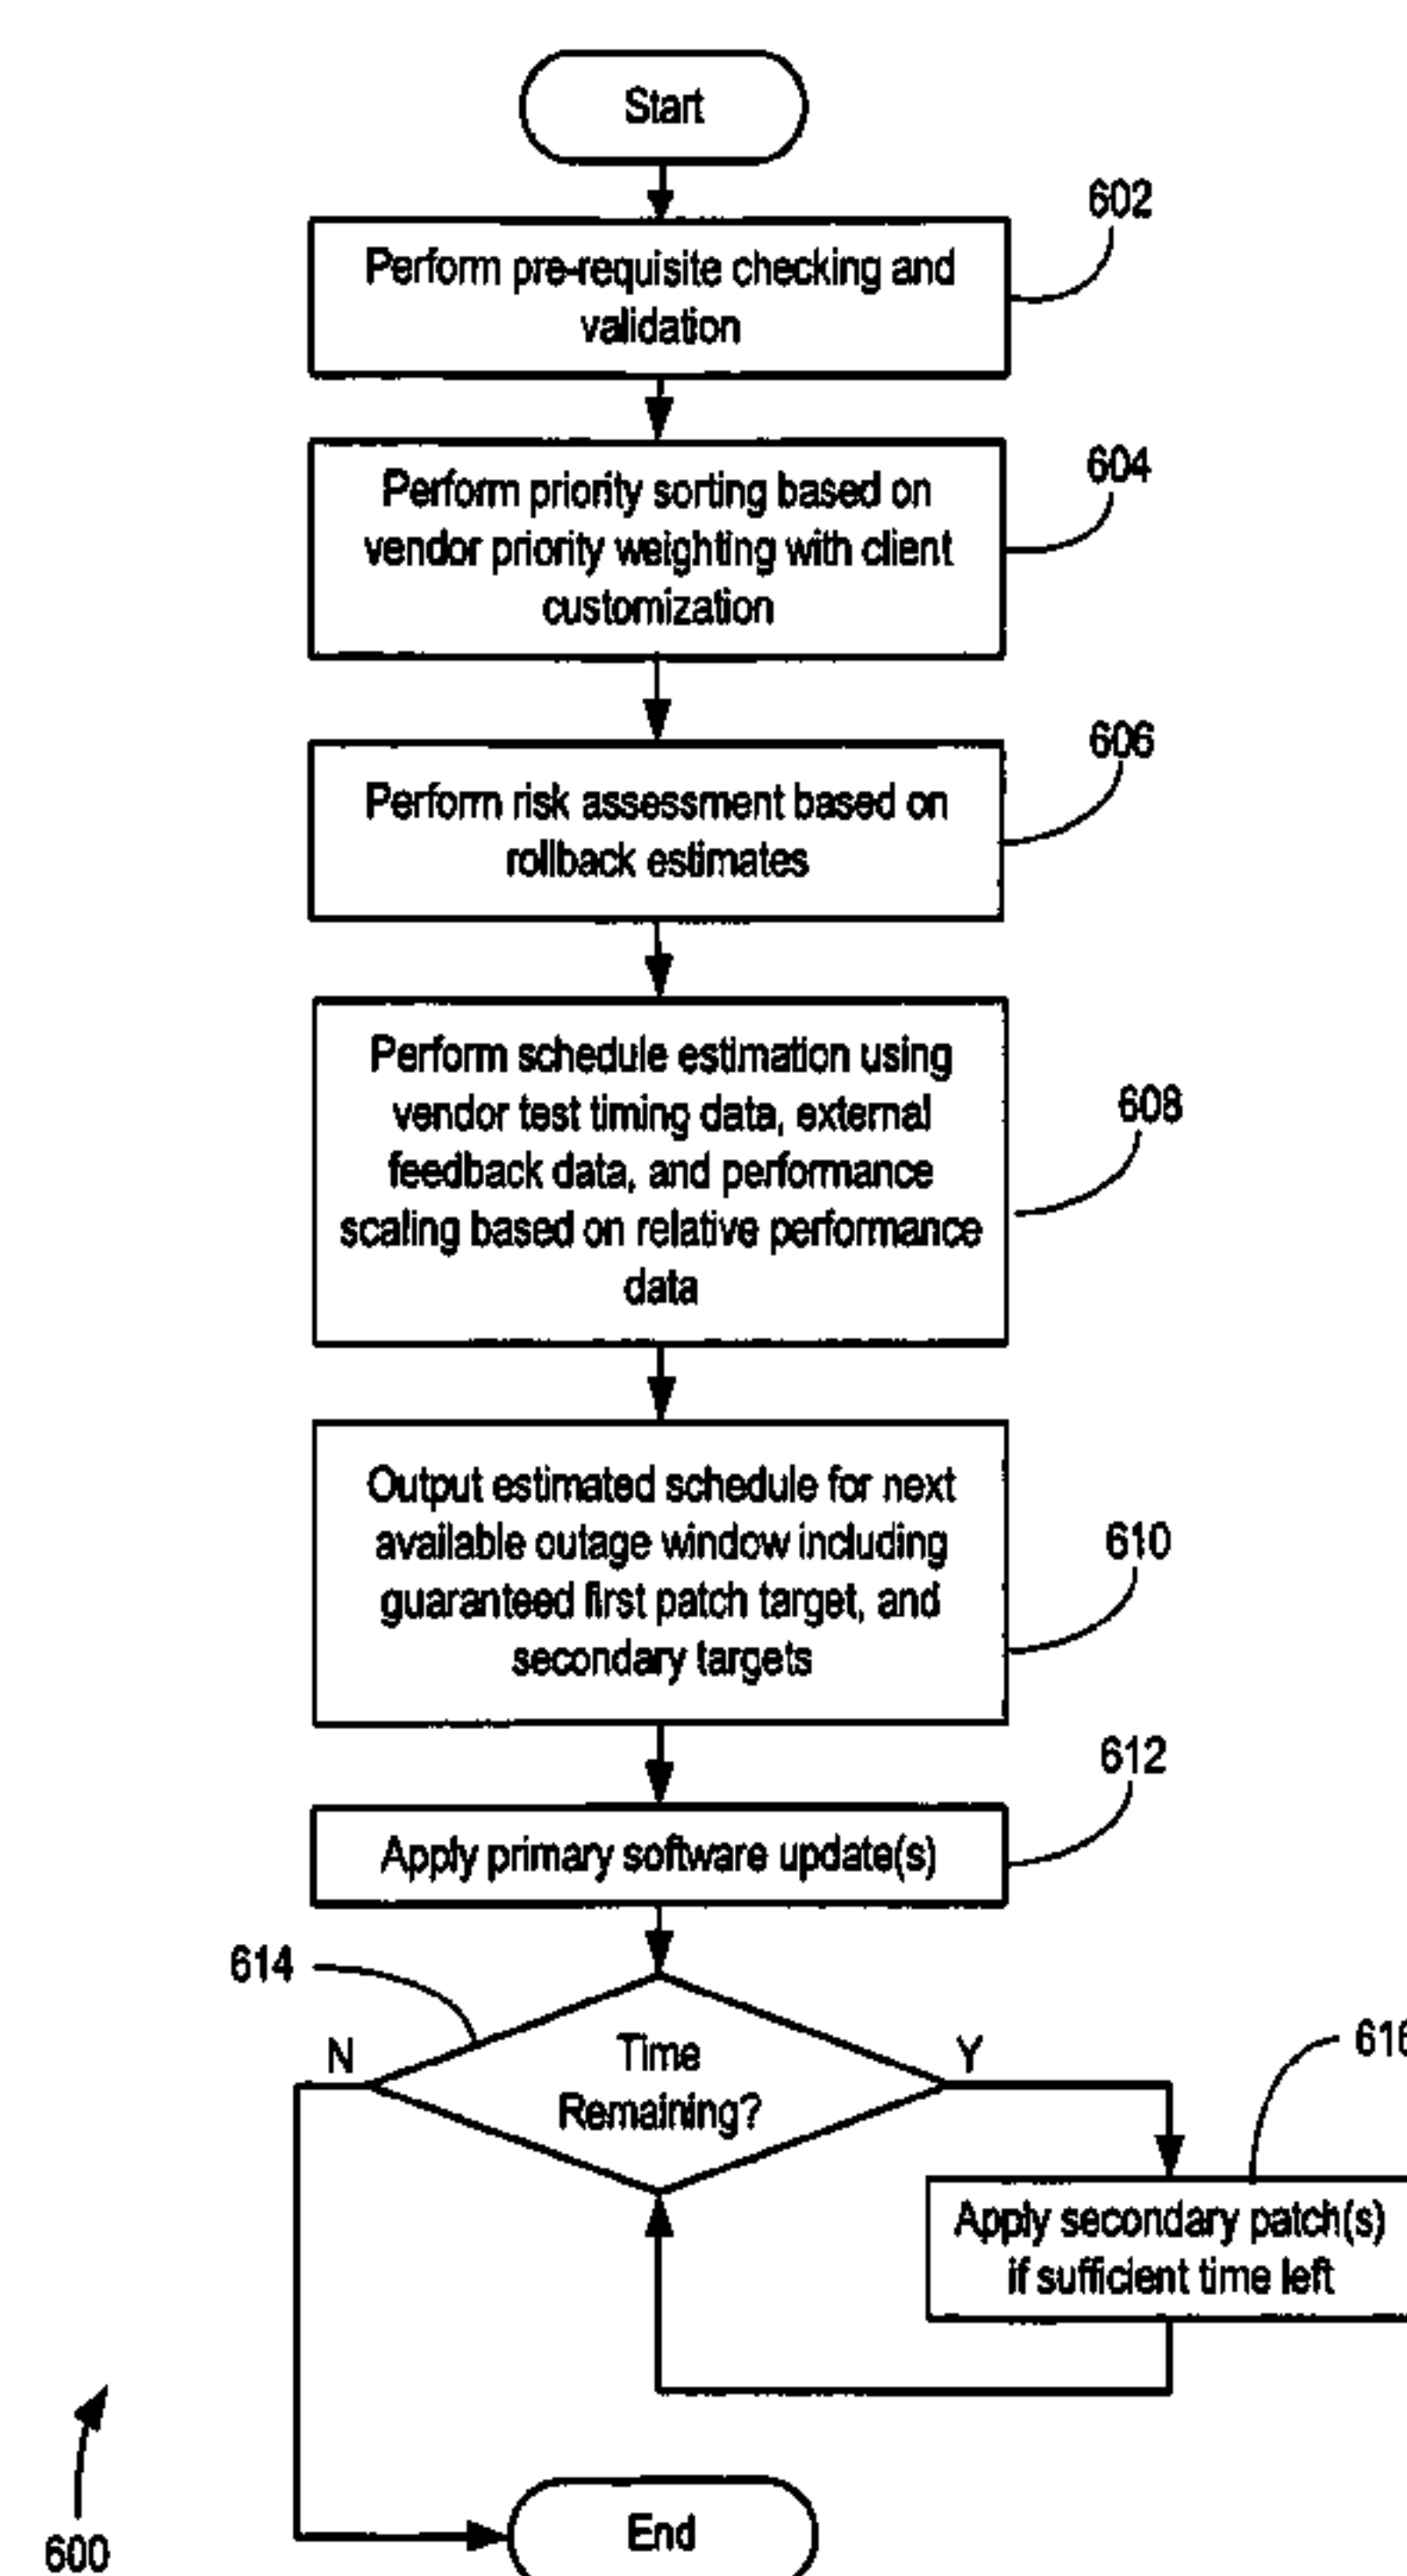 Start
602
Perform pre-requisite checking and
validation
604
Perform priority sorting based on
vendor priority weighting with client
customization
606
Perform risk assessment based on
rollback estimates
608
Perform schedule estimation using
vendor test timing data, external
feedback data, and performance
scaling based on relative performance
data
610
Output estimated schedule for next
available outage window including
guaranteed first patch target, and
secondary targets
612
Apply primary software update(s)
614
N
Time
Remaining?
Y
616
Apply secondary patch(s)
if sufficient time left
600
End